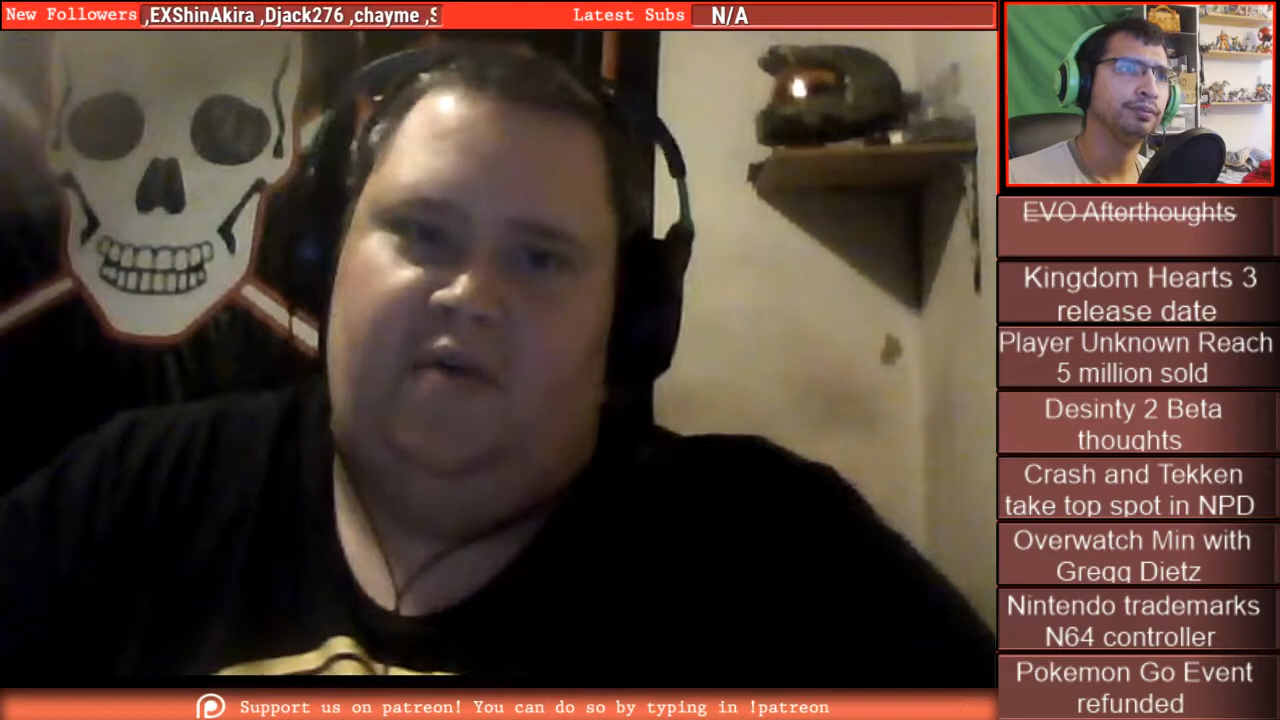 New Followers ,EXShinAkira ,Djack276 ,chayme ,S
Latest Subs N/A
EVO Afterthoughts
Kingdom Hearts 3
release date
Player Unknown Reach
5 million sold
Desinty 2 Beta
thoughts
Crash and Tekken
take top spot in NPD
Overwatch Min with
Gregg Dietz
Nintendo trademarks
N64 controller
Pokemon Go Event
refunded
Support us on patreon! You can do so by typing in !patreon